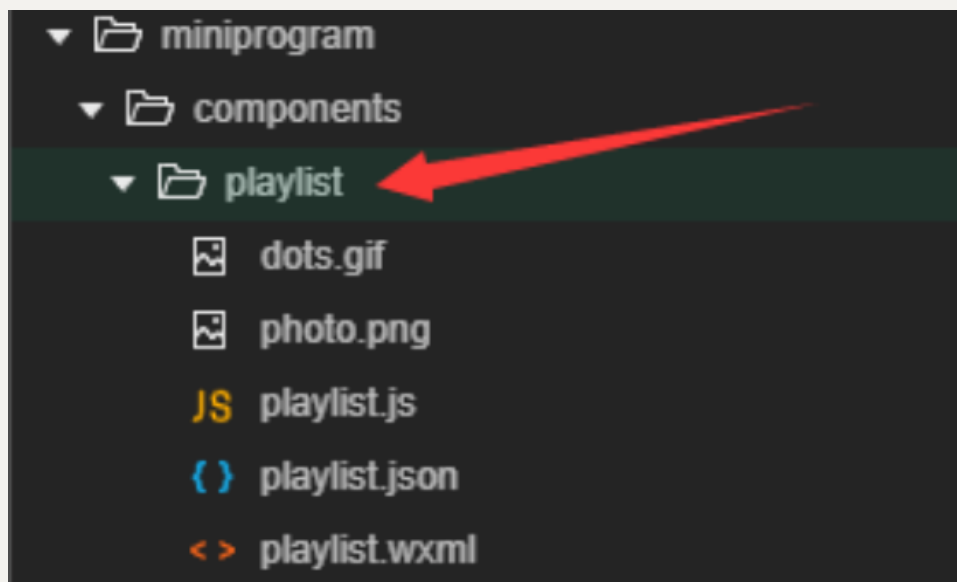 miniprogram
components
playlist
dots.gif
photo.png
JS playlist.js
{ } playlist.json
< > playlist.wxml